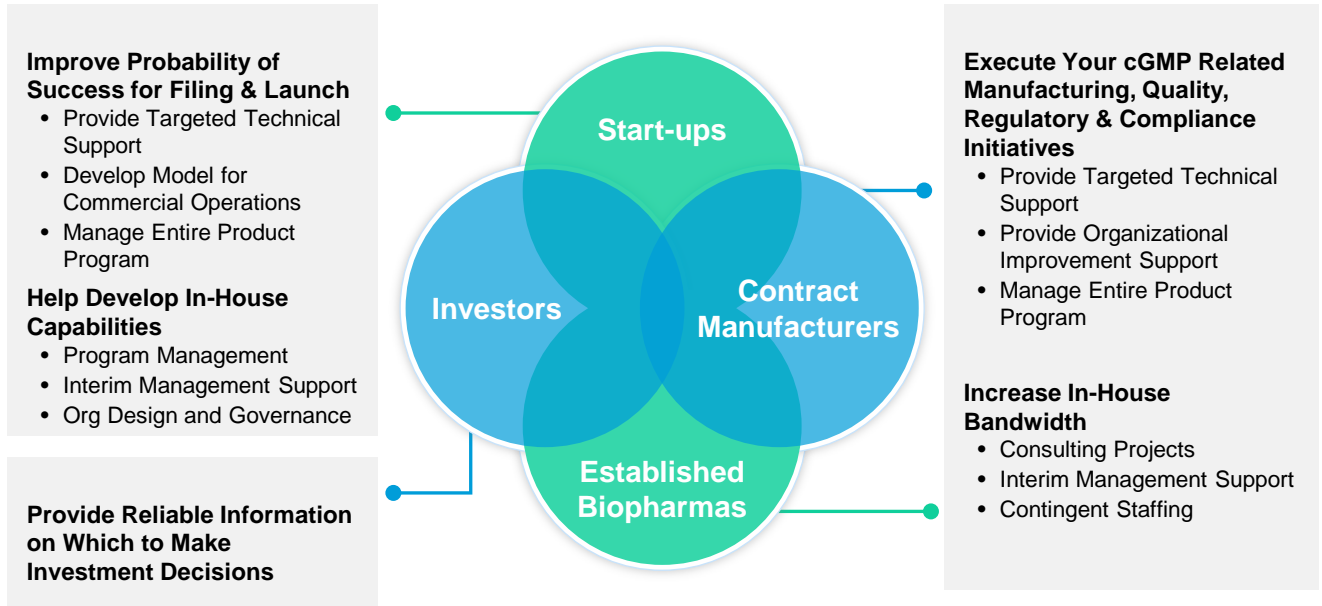 Improve Probability of
Success for Filing & Launch
• Provide Targeted Technical
Support
• Develop Model for
Commercial Operations
• Manage Entire Product
Program
Help Develop In-House
Capabilities
• Program Management
• Interim Management Support
• Org Design and Governance
Provide Reliable Information
on Which to Make
Investment Decisions
Start-ups
Investors
Contract
Manufacturers
Established
Biopharmas
Execute Your cGMP Related
Manufacturing, Quality,
Regulatory & Compliance
Initiatives
• Provide Targeted Technical
Support
• Provide Organizational
Improvement Support
• Manage Entire Product
Program
Increase In-House
Bandwidth
• Consulting Projects
• Interim Management Support
• Contingent Staffing